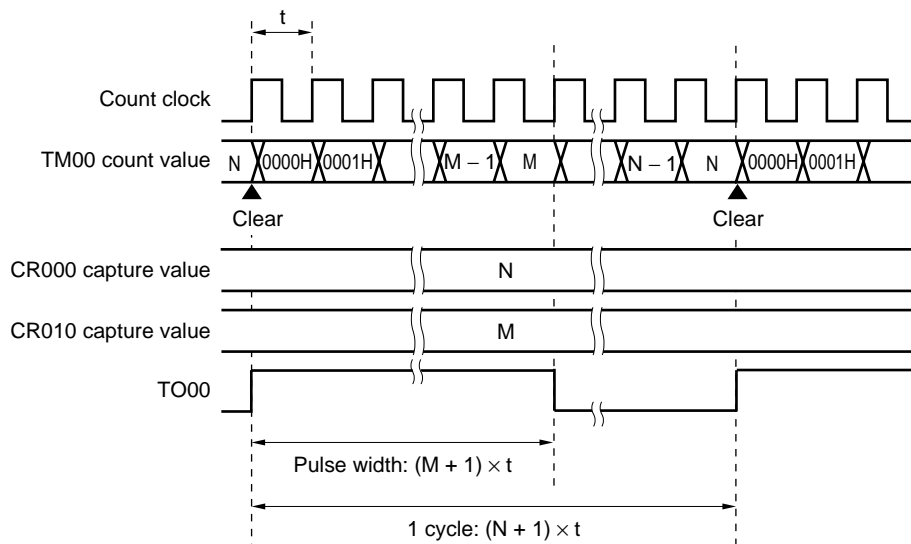 t
Count clock
TM00 count value N 0000H 0001H M – 1 M N – 1 N 0000H 0001H
Clear Clear
CR000 capture value N
CR010 capture value M
TO00
Pulse width: (M + 1) × t
1 cycle: (N + 1) × t